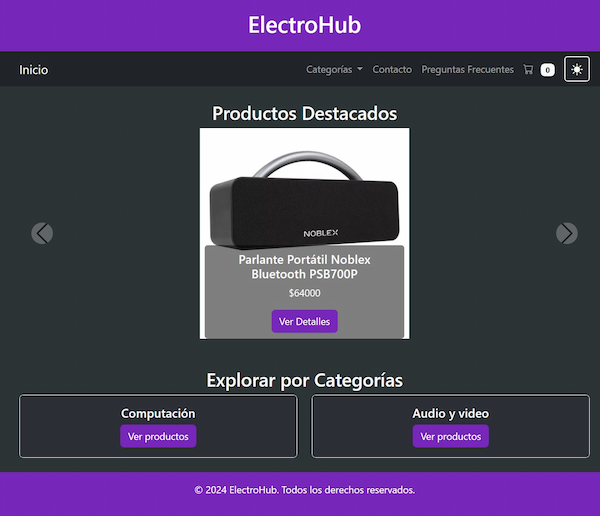 ElectroHub
Inicio
Categorías
Contacto
Preguntas Frecuentes
0
Productos Destacados
NOBLEX
Parlante Portátil Noblex
Bluetooth PSB700P
$64000
Ver Detalles
Explorar por Categorías
Computación
Ver productos
Audio y video
Ver productos
© 2024 ElectroHub. Todos los derechos reservados.